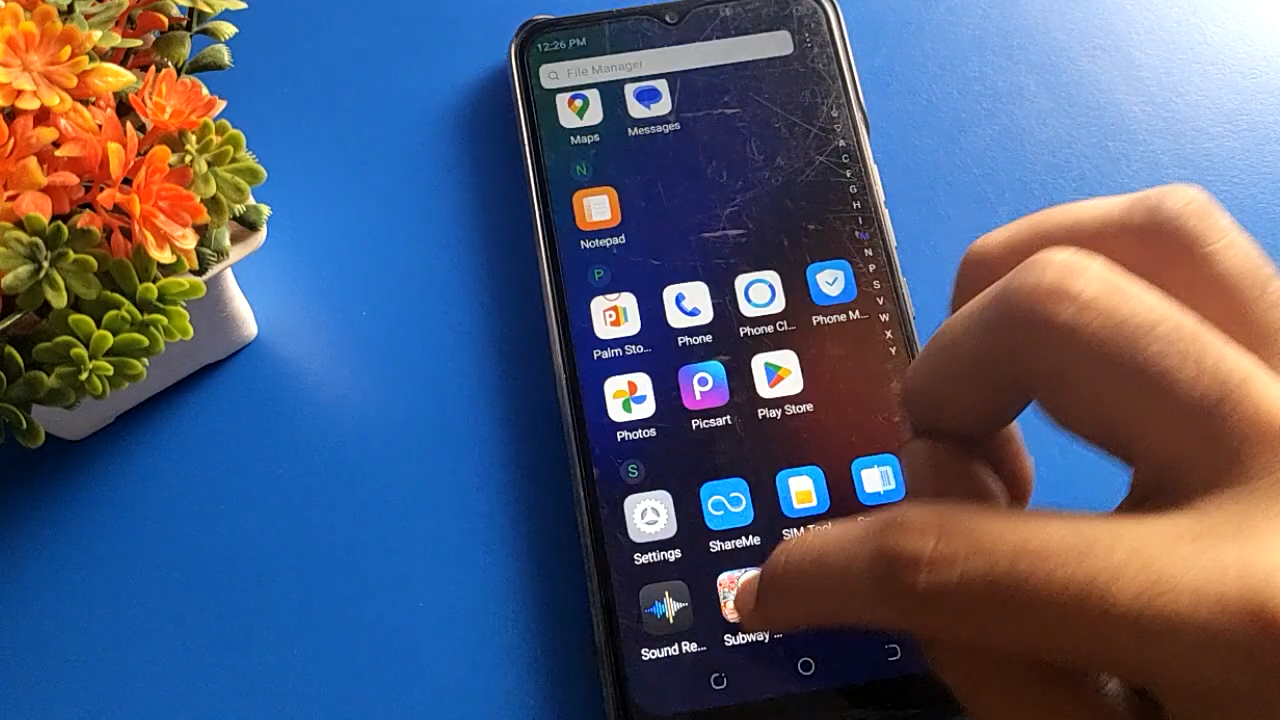 12:26 PM
File Manager
Maps
Messages
N
Notepad
P
Palm Sto...
Phone
Phone Cl...
Phone M...
Photos
Picsart
Play Store
S
Settings
ShareMe
SIM Tool
Sound Re...
Subway ...
A
C
F
G
H
I
M
N
P
S
V
W
X
Y